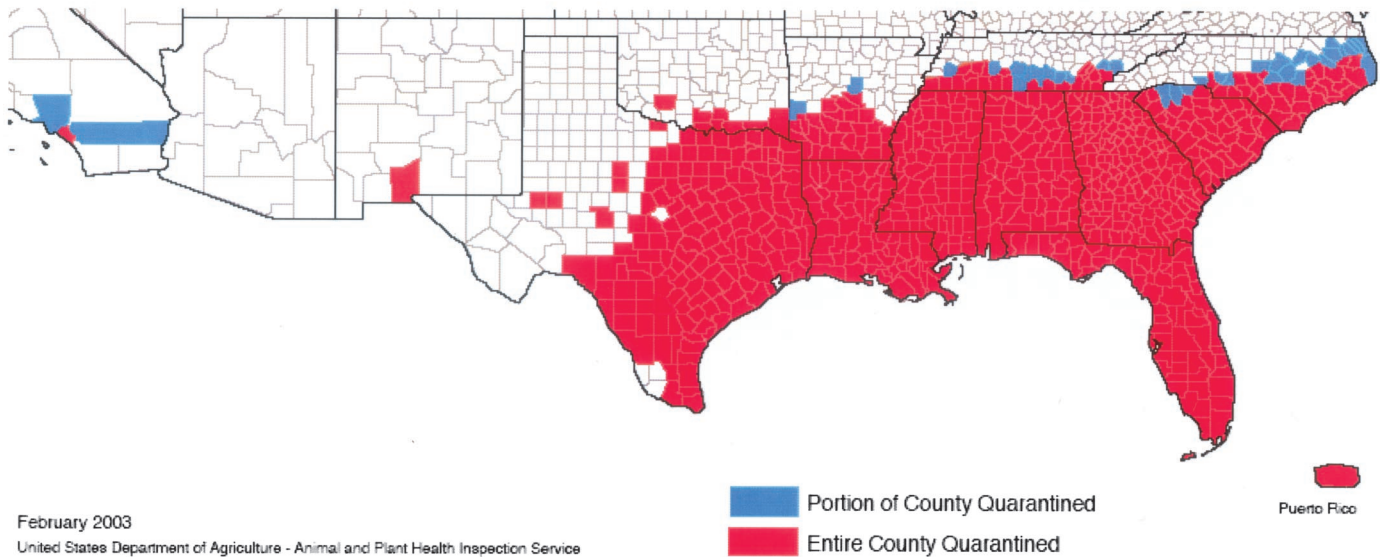 Portion of County Quarantined
Puerto Rico
February 2003
United States Department of Agriculture - Animal and Plant Health Inspection Service
Entire County Quarantined